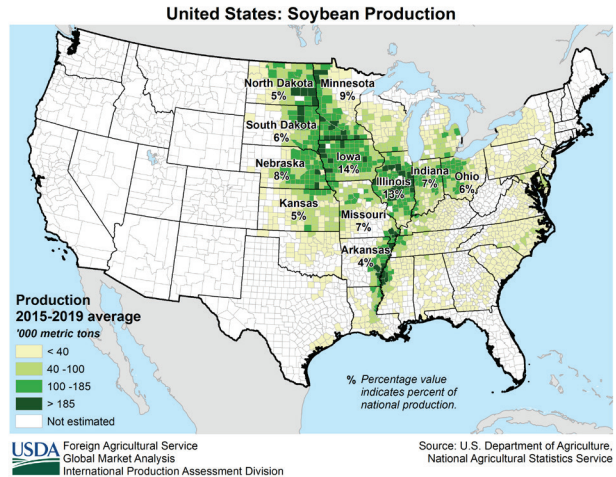 United States: Soybean Production
North Dakota
5%
Minnesota
9%
South Dakota
6%
Nebraska
8%
Iowa
14%
Illinois
13%
Indiana
7%
Ohio
6%
Kansas
5%
Missouri
7%
Arkansas
4%
Production
2015-2019 average
'000 metric tons
< 40
40 -100
100 -185
> 185
Not estimated
% Percentage value
indicates percent of
national production.
USDA
Foreign Agricultural Service
Global Market Analysis
International Production Assessment Division
Source: U.S. Department of Agriculture,
National Agricultural Statistics Service